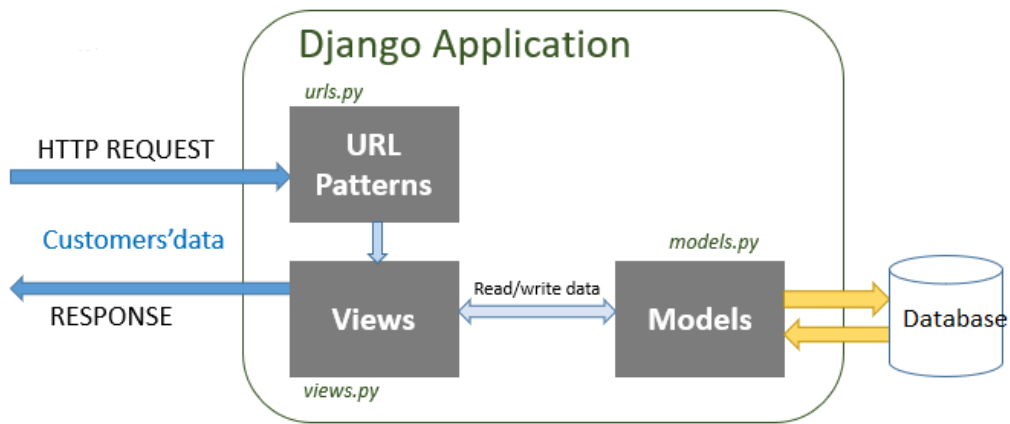 Django Application
urls.py
URL
Patterns
HTTP REQUEST
Customers’data
RESPONSE
Views
views.py
Read/write data
models.py
Models
Database